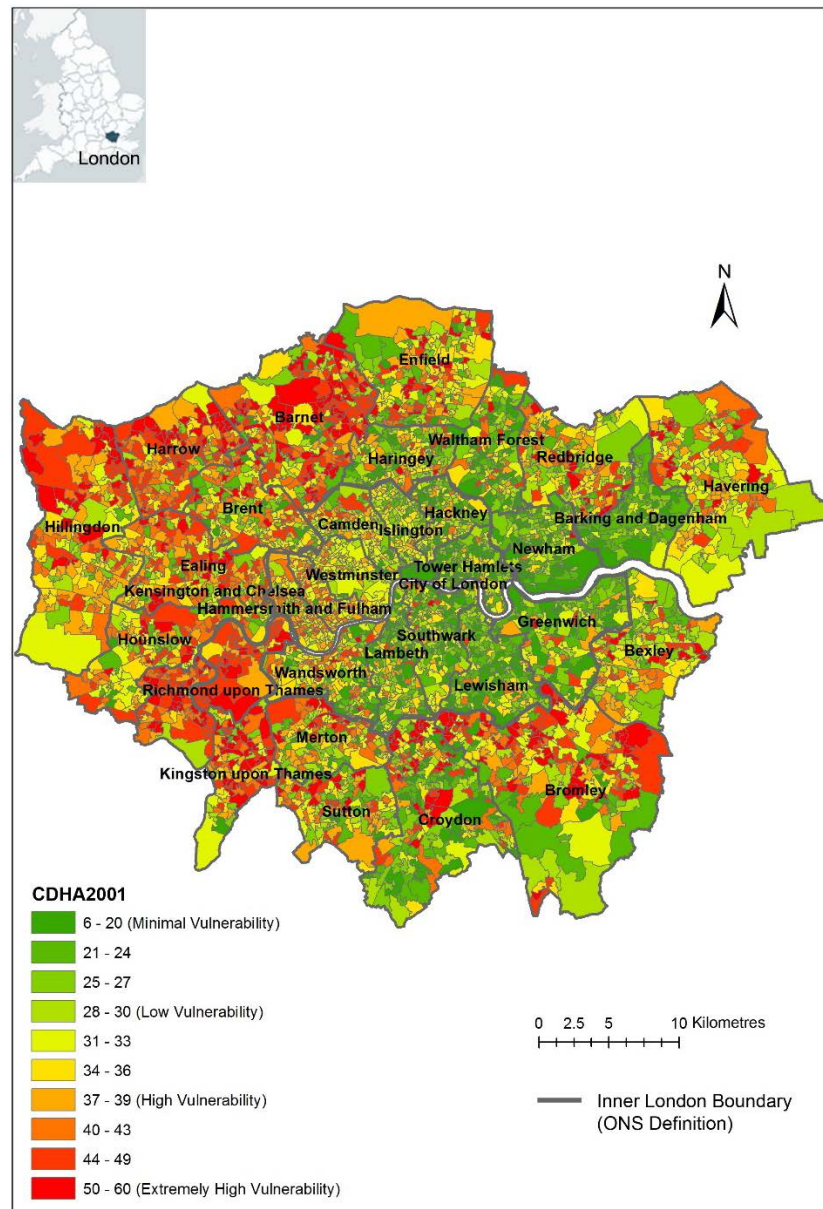 London
N
Enfield
Barnet
Harrow
Waltham Forest
Haringey
Redbridge
Havering
Brent
Hackney
Camden
Islington
Hillingdon
Barking and Dagenham
Newham
Ealing
Westminster
Tower Hamlets
City of London
Kensington and Chelsea
Hammersmith and Fulham
Greenwich
Hounslow
Southwark
Bexley
Lambeth
Wandsworth
Lewisham
Richmond upon Thames
Merton
Kingston upon Thames
Bromley
Sutton
Croydon
CDHA2001
6 - 20 (Minimal Vulnerability)
21 - 24
25 - 27
28 - 30 (Low Vulnerability)
31 - 33
34 - 36
37 - 39 (High Vulnerability)
40 - 43
44 - 49
50 - 60 (Extremely High Vulnerability)
0 2.5 5 10 Kilometres
Inner London Boundary
(ONS Definition)